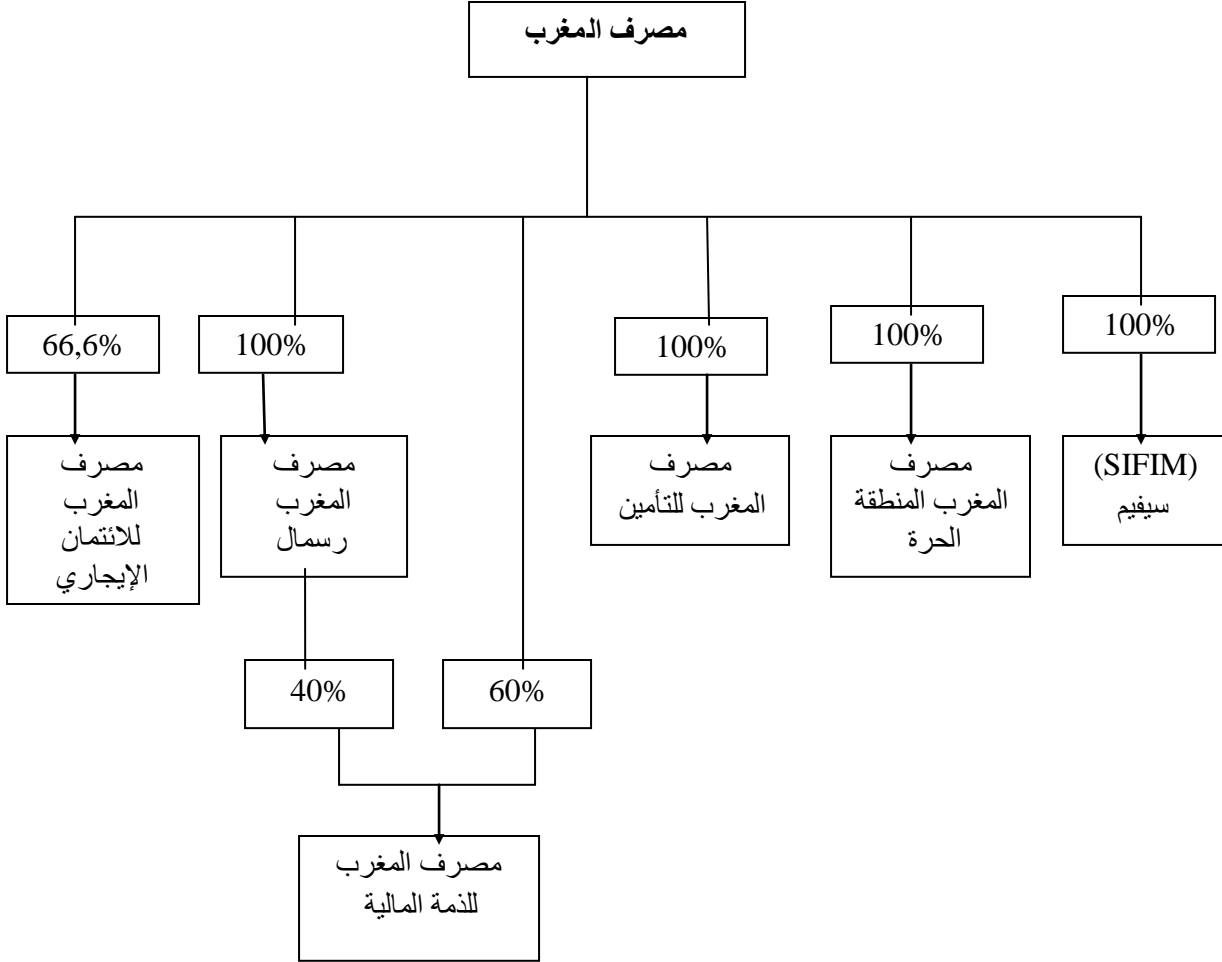 مصرف المغرب
100%
100%
100%
100%
66,6%
(SIFIM)
سيفيم
مصرف
المغرب المنطقة
الحرة
مصرف
المغرب للتأمين
مصرف
المغرب
رسمال
مصرف
المغرب
للائتمان
الإيجاري
60%
40%
مصرف المغرب
للذمة المالية